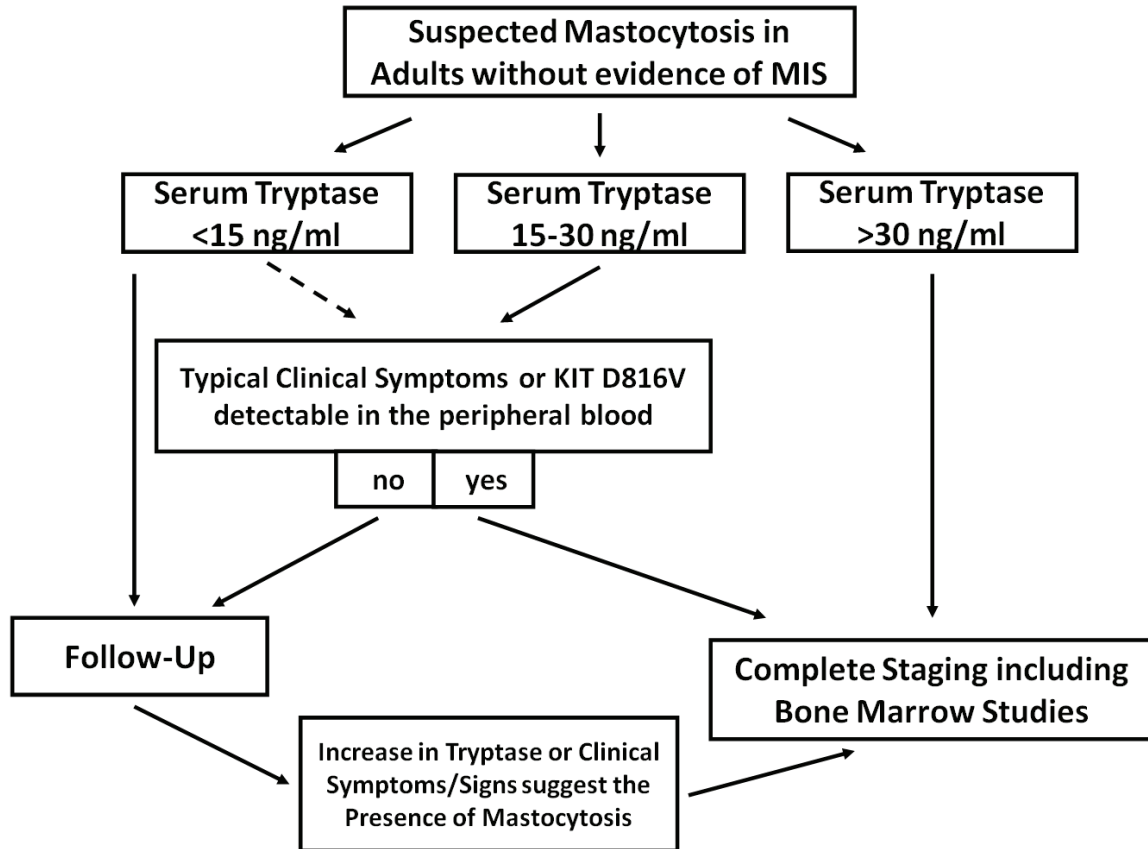 Suspected Mastocytosis in
Adults without evidence of MIS
Serum Tryptase
<15 ng/ml
Serum Tryptase
15-30 ng/ml
Serum Tryptase
>30 ng/ml
Typical Clinical Symptoms or KIT D816V
detectable in the peripheral blood
no
yes
Follow-Up
Complete Staging including
Bone Marrow Studies
Increase in Tryptase or Clinical
Symptoms/Signs suggest the
Presence of Mastocytosis